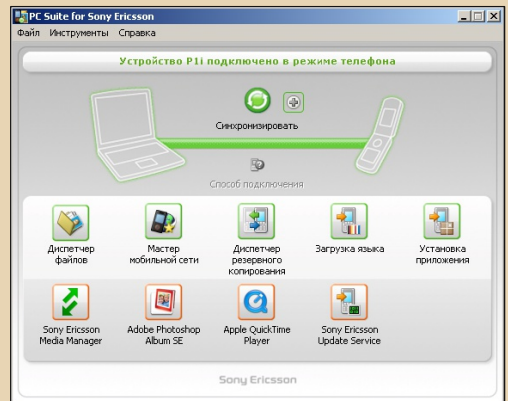 PC Suite for Sony Ericsson
Файл Инструменты Справка
Устройство P1i подключено в режиме телефона
Синхронизировать
Способ подключения
Диспетчер файлов
Мастер мобильной сети
Диспетчер резервного копирования
Загрузка языка
Установка приложения
Sony Ericsson Media Manager
Adobe Photoshop Album SE
Apple QuickTime Player
Sony Ericsson Update Service
Sony Ericsson